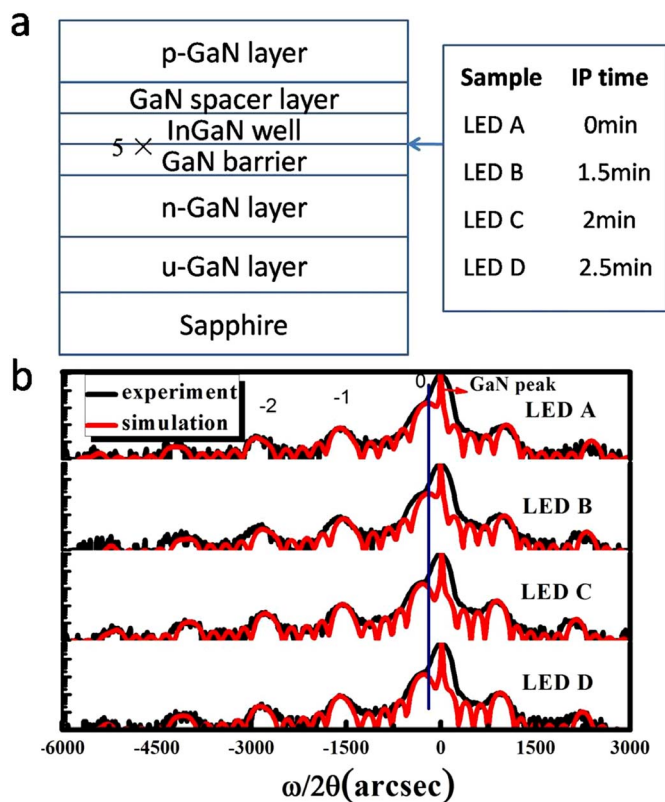 a
p-GaN layer
GaN spacer layer
InGaN well
5 ×
GaN barrier
n-GaN layer
u-GaN layer
Sapphire
Sample IP time
LED A 0min
LED B 1.5min
LED C 2min
LED D 2.5min
b
experiment
simulation
-2
-1
0
GaN peak
LED A
LED B
LED C
LED D
-6000 -4500 -3000 -1500 0 1500 3000
ω/2θ(arcsec)